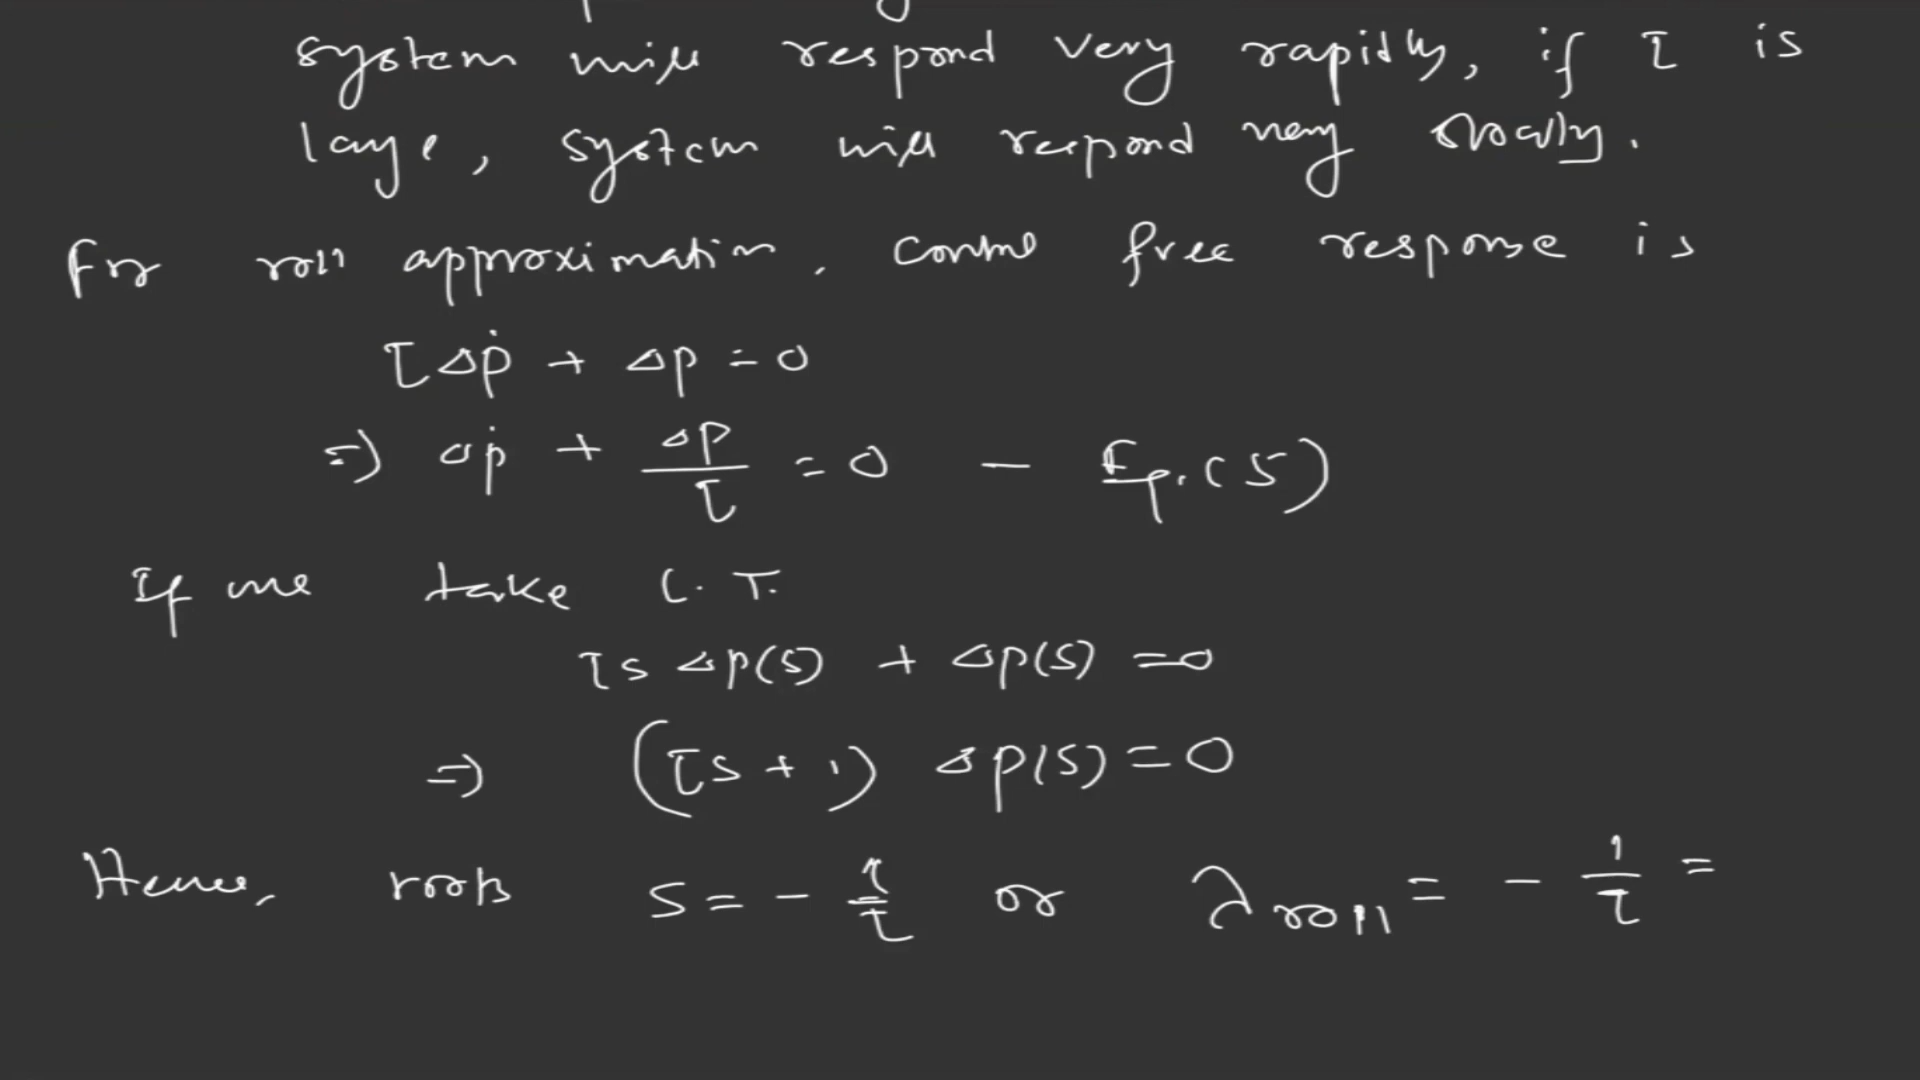 system will respond very rapidly, if τ is
large, system will respond very slowly.
For roll approximation, control free response is
τΔṗ + Δp = 0
⇒ Δṗ + Δp/τ = 0 — Eq.(5)
If we take L.T.
τs Δp(s) + Δp(s) = 0
⇒ (τs + 1) Δp(s) = 0
Hence, roots s = - 1/τ or λroll = - 1/τ =